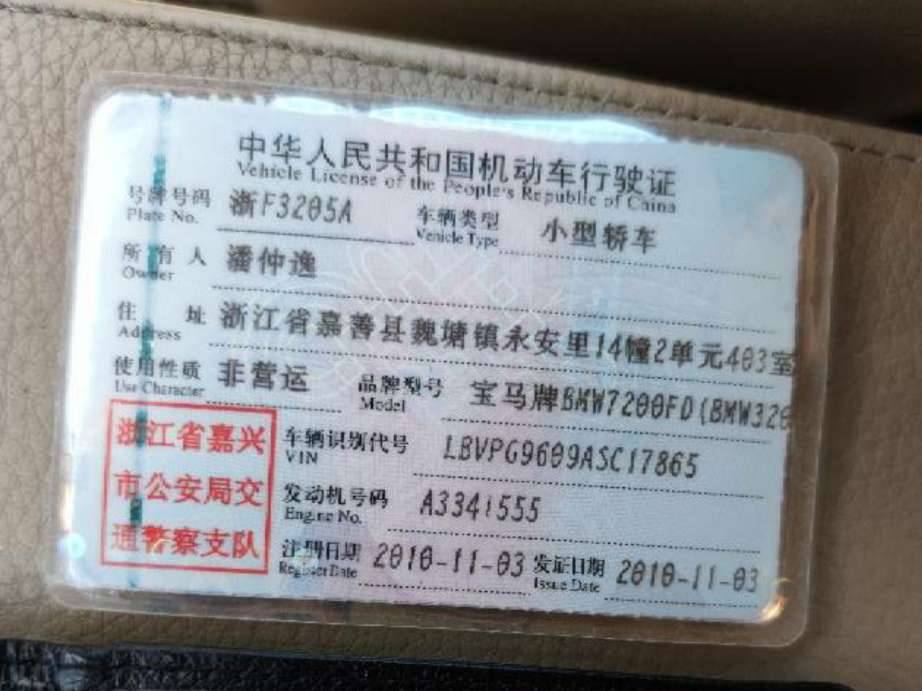 中华人民共和国机动车行驶证
Vehicle License of the People's Republic of China
号牌号码 浙F3205A 车辆类型 小型轿车
Plate No. Vehicle Type
所有人 潘仲逸
Owner
住址 浙江省嘉善县魏塘镇永安里14幢2单元403室
Address
使用性质 非营运 品牌型号 宝马牌BMW7200FD(BMW320
Use Character Model
浙江省嘉兴
市公安局交
通警察支队
车辆识别代号 LBVPG9609ASC17865
VIN
发动机号码 A3341555
Engine No.
注册日期 2010-11-03 发证日期 2010-11-03
Register Date Issue Date